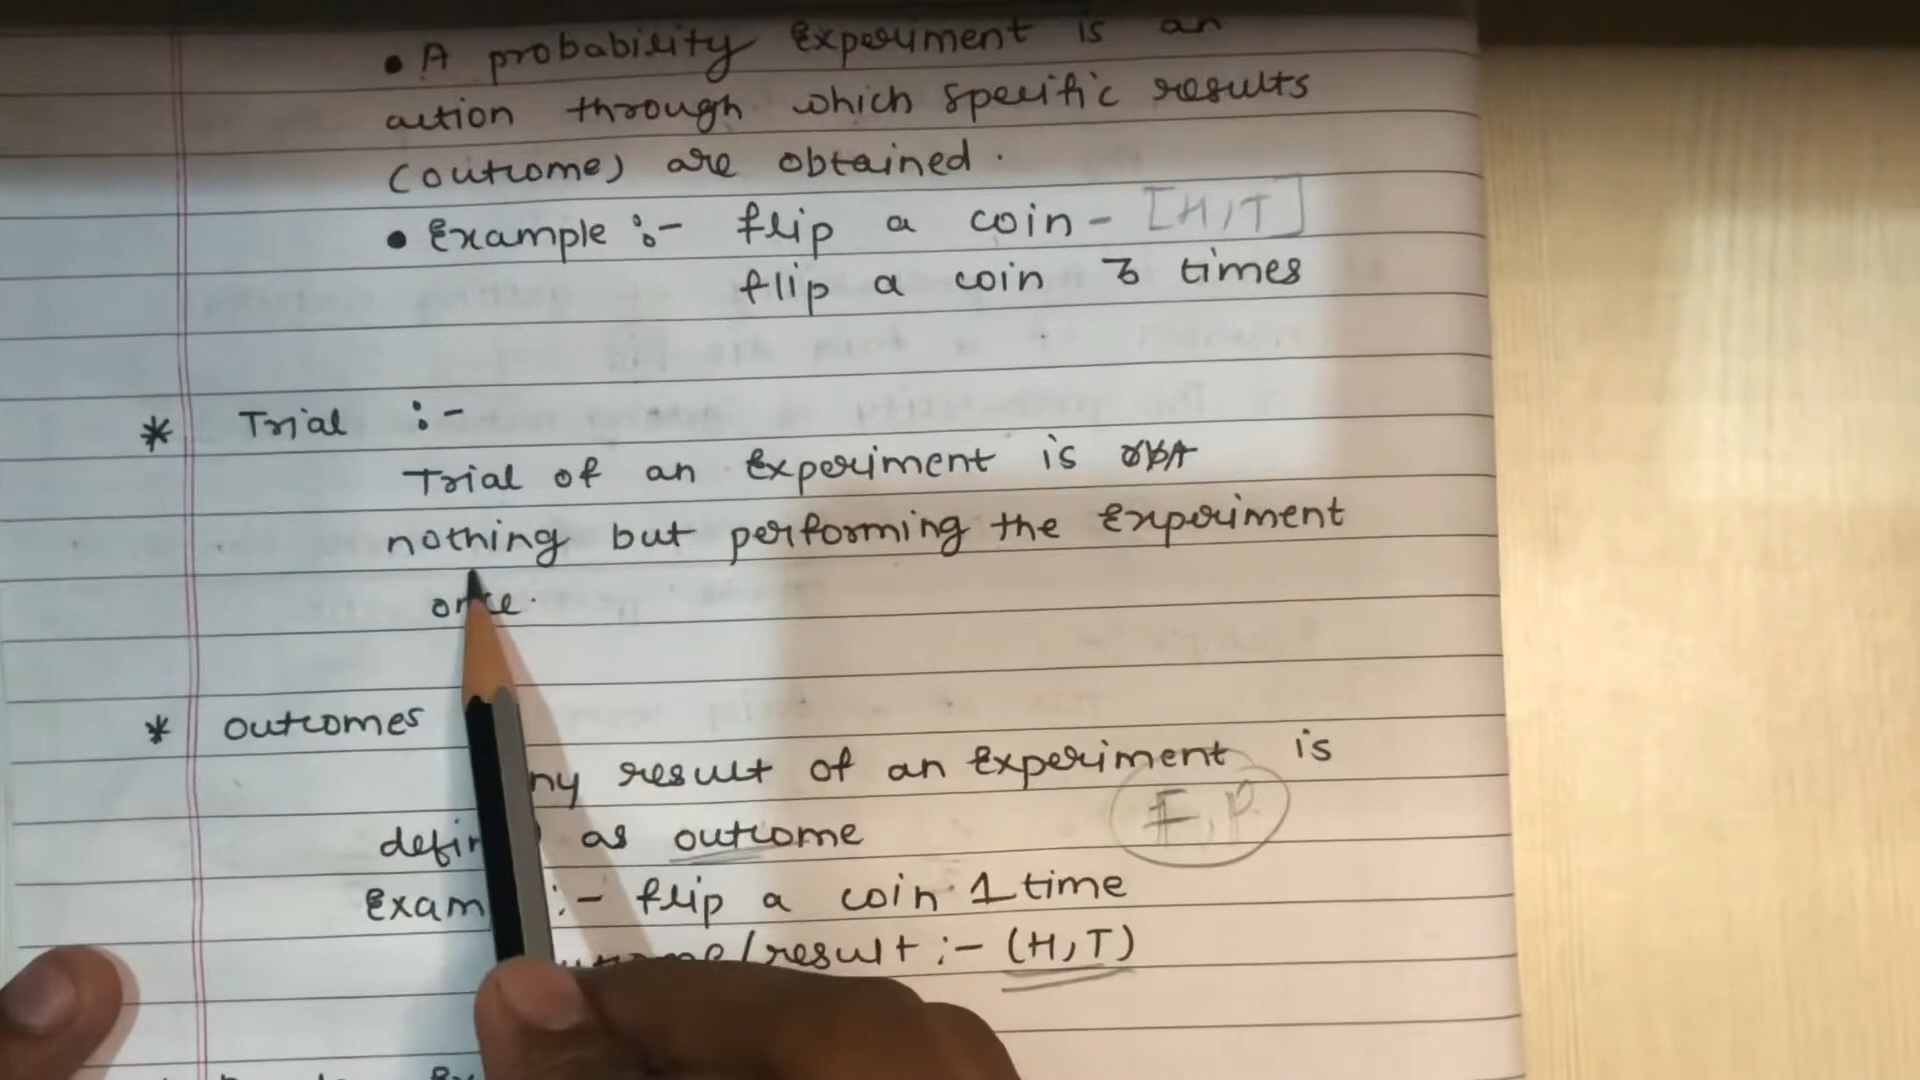 • A probability Experiment is an
action through which specific results
(outcome) are obtained.
• Example :- flip a coin - [H,T]
flip a coin 3 times
* Trial :-
Trial of an Experiment is
nothing but performing the Experiment
once.
* outcomes
result of an Experiment is
as outcome
F, P.
:- flip a coin 1 time
/result :- (H,T)